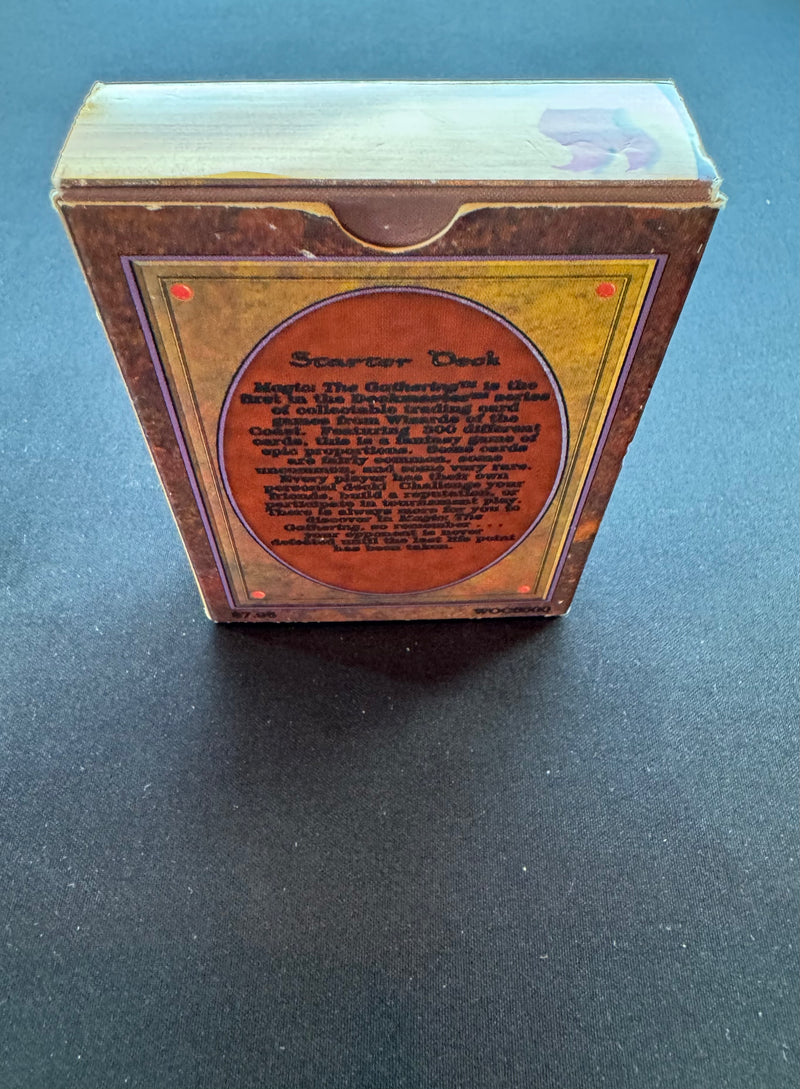 Starter Deck
Magic: The Gathering™ is the
first in the Deckmaster™ series
of collectable trading card
games from Wizards of the
Coast. Featuring 300 different
cards, this is a fantasy game of
epic proportions. Some cards
are fairly common, some
uncommon, and some very rare.
Every player has their own
personal deck! Challenge your
friends, build a reputation, or
participate in tournament play.
There is always more for you to
discover in Magic: The
Gathering, so remember . . .
your opponent is never
defeated until the last life point
has been taken.
$7.95 WOC6000